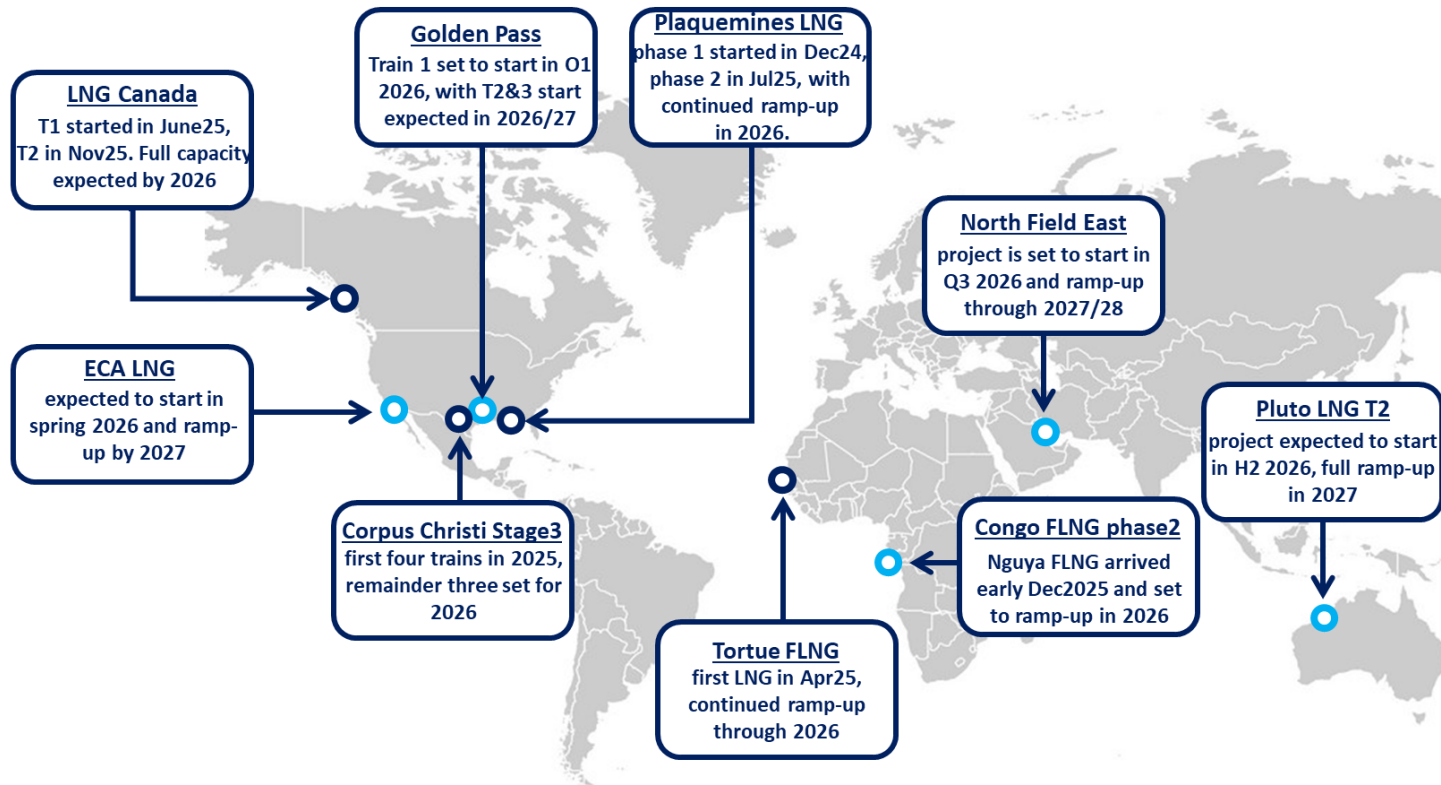 Golden Pass
Train 1 set to start in O1
2026, with T2&3 start
expected in 2026/27
Plaquemines LNG
phase 1 started in Dec24,
phase 2 in Jul25, with
continued ramp-up
in 2026.
LNG Canada
T1 started in June25,
T2 in Nov25. Full capacity
expected by 2026
North Field East
project is set to start in
Q3 2026 and ramp-up
through 2027/28
ECA LNG
expected to start in
spring 2026 and ramp-
up by 2027
Pluto LNG T2
project expected to start
in H2 2026, full ramp-up
in 2027
Corpus Christi Stage3
first four trains in 2025,
remainder three set for
2026
Congo FLNG phase2
Nguya FLNG arrived
early Dec2025 and set
to ramp-up in 2026
Tortue FLNG
first LNG in Apr25,
continued ramp-up
through 2026